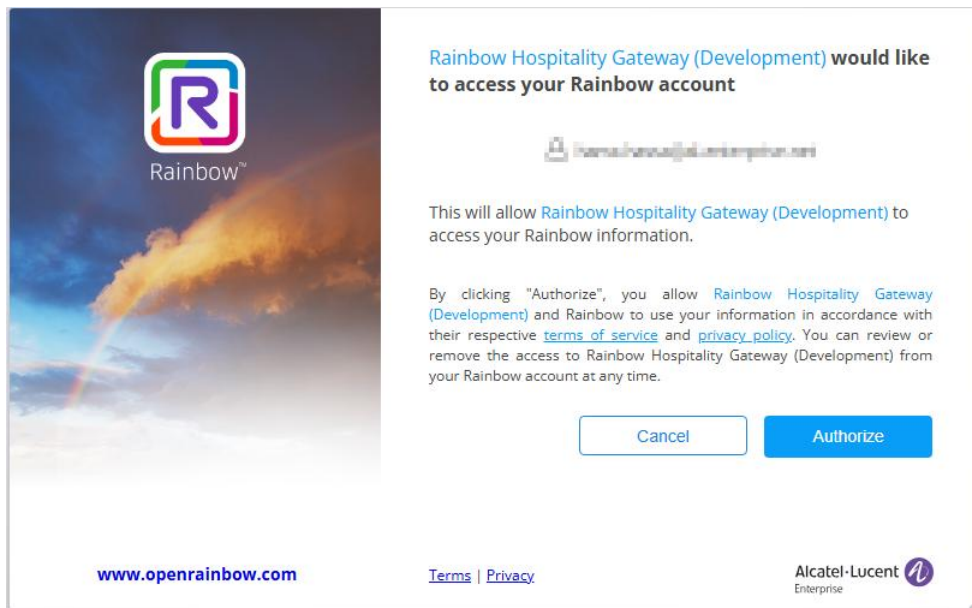 Rainbow™
Rainbow Hospitality Gateway (Development) would like
to access your Rainbow account
This will allow Rainbow Hospitality Gateway (Development) to
access your Rainbow information.
By clicking "Authorize", you allow Rainbow Hospitality Gateway
(Development) and Rainbow to use your information in accordance with
their respective terms of service and privacy policy. You can review or
remove the access to Rainbow Hospitality Gateway (Development) from
your Rainbow account at any time.
Cancel
Authorize
www.openrainbow.com
Terms | Privacy
Alcatel·Lucent
Enterprise